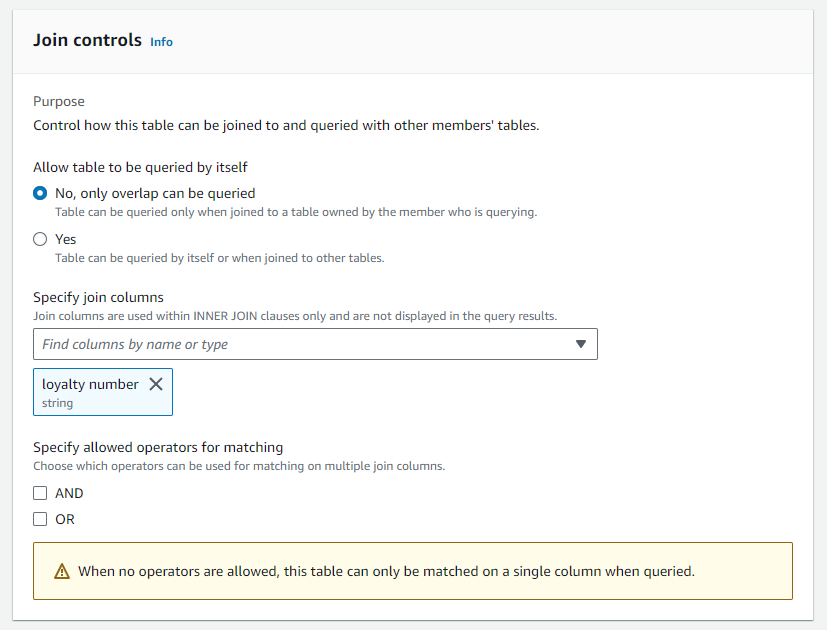 Join controls Info
Purpose
Control how this table can be joined to and queried with other members' tables.
Allow table to be queried by itself
No, only overlap can be queried
Table can be queried only when joined to a table owned by the member who is querying.
Yes
Table can be queried by itself or when joined to other tables.
Specify join columns
Join columns are used within INNER JOIN clauses only and are not displayed in the query results.
Find columns by name or type
loyalty number
string
Specify allowed operators for matching
Choose which operators can be used for matching on multiple join columns.
AND
OR
When no operators are allowed, this table can only be matched on a single column when queried.